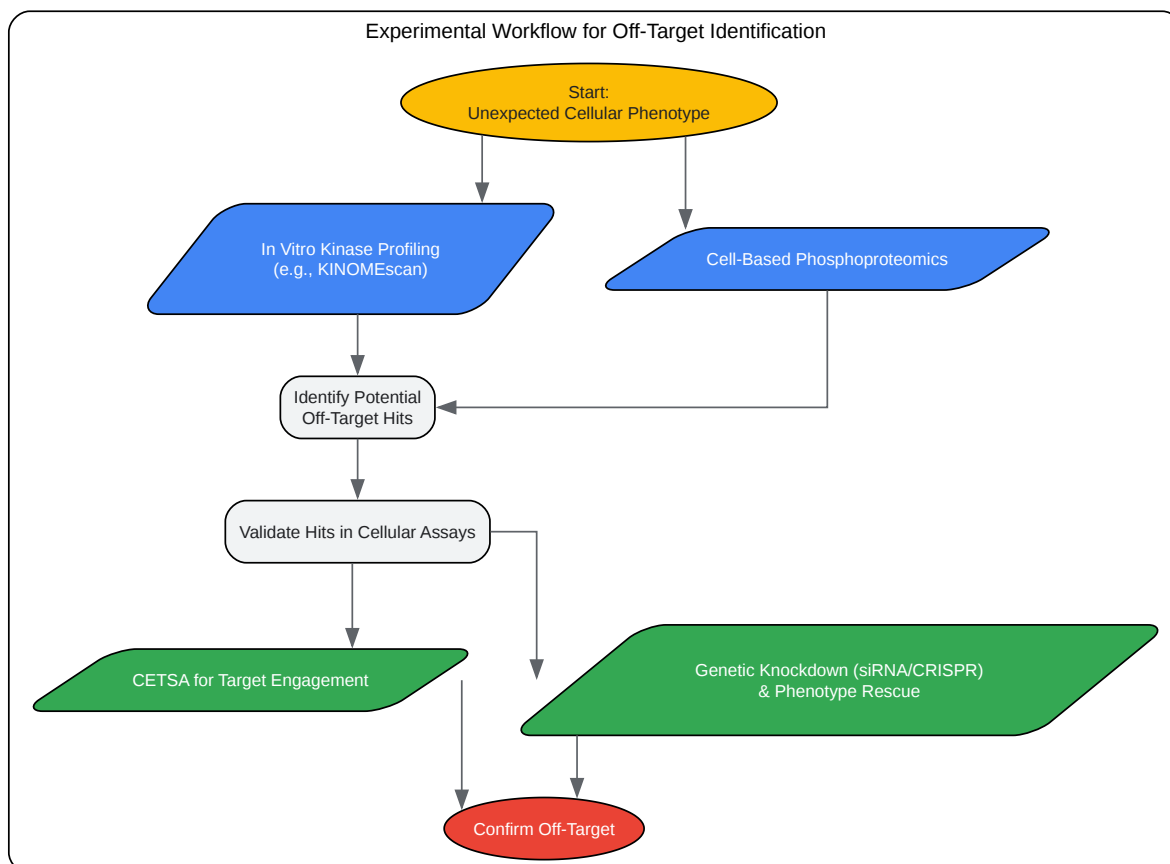 Experimental Workflow for Off-Target Identification
Start:
Unexpected Cellular Phenotype
In Vitro Kinase Profiling
(e.g., KINOMEscan)
Cell-Based Phosphoproteomics
Identify Potential
Off-Target Hits
Validate Hits in Cellular Assays
CETSA for Target Engagement
Genetic Knockdown (siRNA/CRISPR)
& Phenotype Rescue
Confirm Off-Target